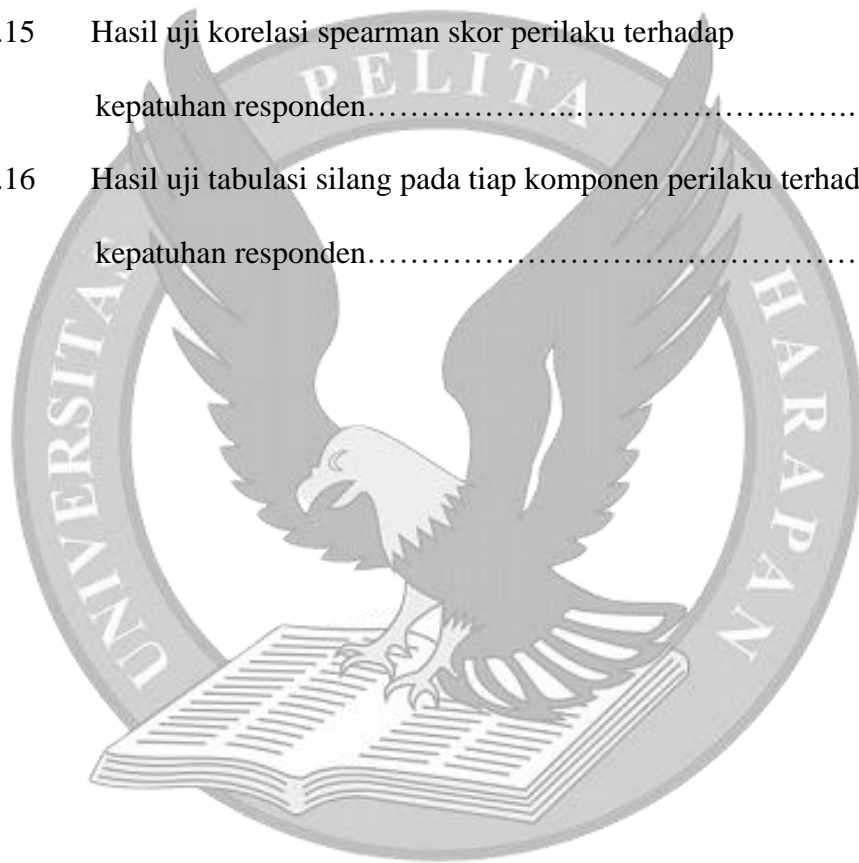 .15 Hasil uji korelasi spearman skor perilaku terhadap
kepatuhan responden………………..……………….……..
.16 Hasil uji tabulasi silang pada tiap komponen perilaku terhad
kepatuhan responden…………………………………………
UNIVERSITAS PELITA HARAPAN